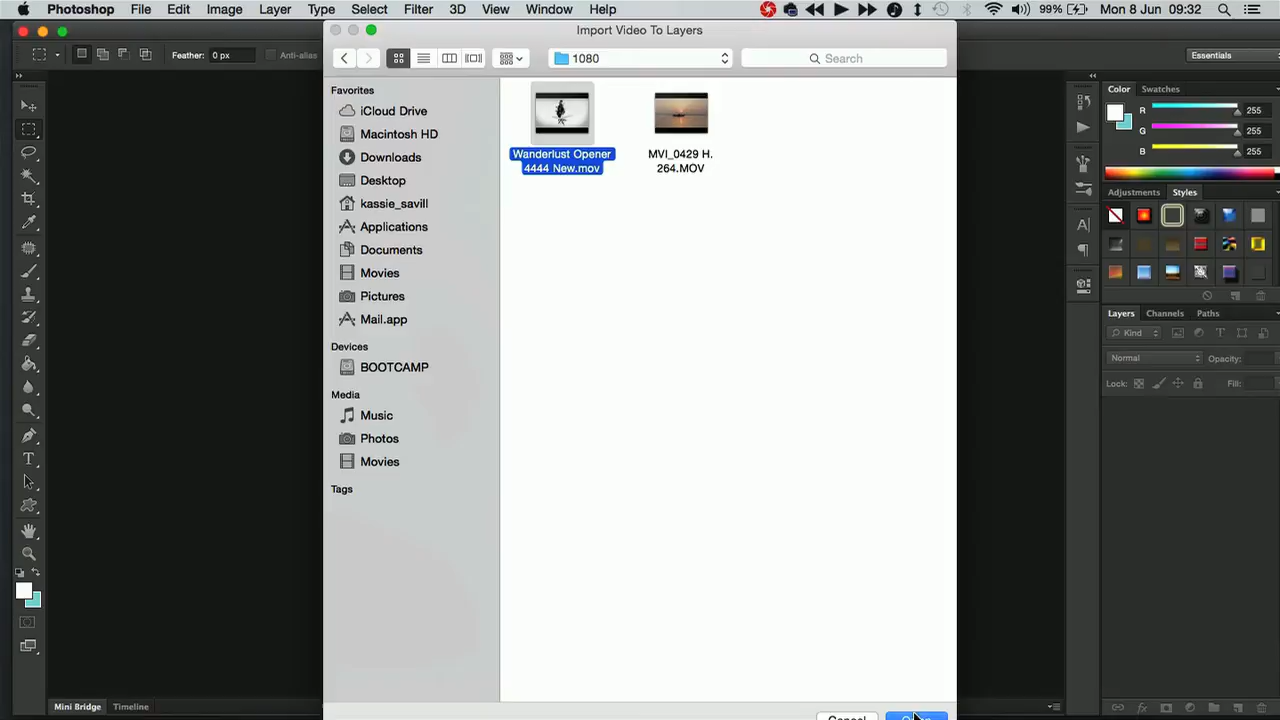 Photoshop File Edit Image Layer Type Select Filter 3D View Window Help 99% Mon 8 Jun 09:32
Import Video To Layers
Feather: 0 px Anti-alias
1080
Search
Essentials
Favorites
iCloud Drive
Macintosh HD
Downloads
Desktop
kassie_savill
Applications
Documents
Movies
Pictures
Mail.app
Devices
BOOTCAMP
Media
Music
Photos
Movies
Tags
Wanderlust Opener
4444 New.mov
MVI_0429 H.
264.MOV
Color Swatches
R 255
G 255
B 255
Adjustments Styles
Layers Channels Paths
Kind
Normal Opacity:
Lock: Fill:
Mini Bridge Timeline
Cancel